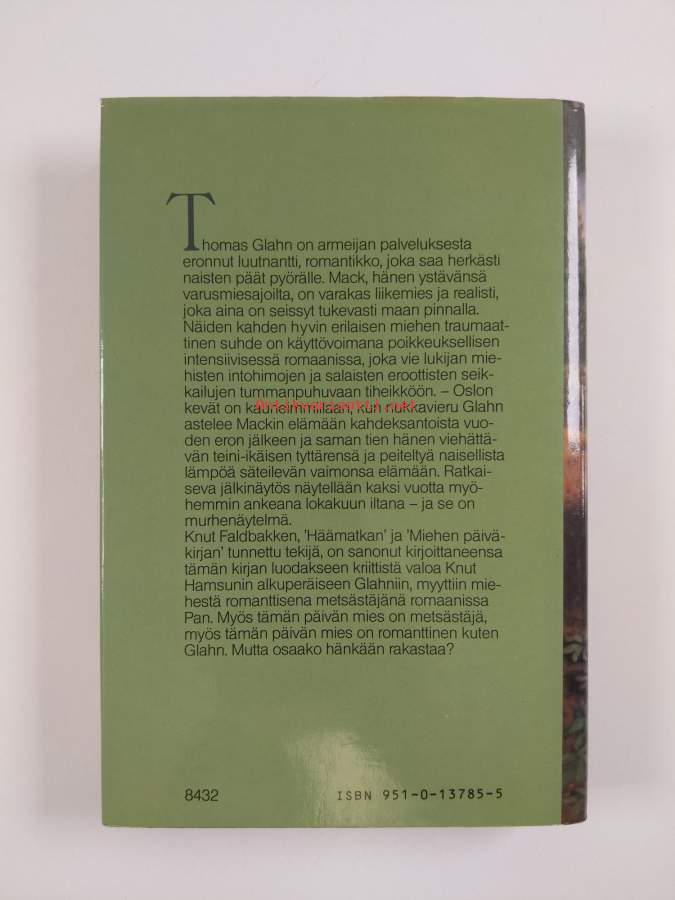 Thomas Glahn on armeijan palveluksesta
eronnut luutnantti, romantikko, joka saa herkästi
naisten päät pyörälle. Mack, hänen ystävänsä
varusmiesajoilta, on varakas liikemies ja realisti,
joka aina on seissyt tukevasti maan pinnalla.
Näiden kahden hyvin erilaisen miehen traumaat-
tinen suhde on käyttövoimana poikkeuksellisen
intensiivisessä romaanissa, joka vie lukijan mie-
histen intohimojen ja salaisten eroottisten seik-
kailujen tummanpuhuvaan tiheikköön. – Oslon
Antikvariaatti.net
kevät on kauneimmillaan, kun nukkavieru Glahn
astelee Mackin elämään kahdeksantoista vuo-
den eron jälkeen ja saman tien hänen viehättä-
vän teini-ikäisen tyttärensä ja peiteltyä naisellista
lämpöä säteilevän vaimonsa elämään. Ratkai-
seva jälkinäytös näytellään kaksi vuotta myö-
hemmin ankeana lokakuun iltana – ja se on
murhenäytelmä.
Knut Faldbakken, 'Häämatkan' ja 'Miehen päivä-
kirjan' tunnettu tekijä, on sanonut kirjoittaneensa
tämän kirjan luodakseen kriittistä valoa Knut
Hamsunin alkuperäiseen Glahniin, myyttiin mie-
hestä romanttisena metsästäjänä romaanissa
Pan. Myös tämän päivän mies on metsästäjä,
myös tämän päivän mies on romanttinen kuten
Glahn. Mutta osaako hänkään rakastaa?
8432
ISBN 951-0-13785-5